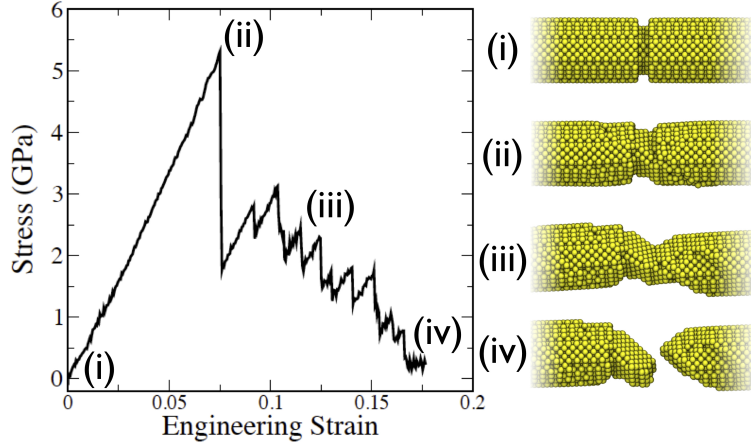 6
5
4
3
2
1
0
Stress (GPa)
(i)
(ii)
(iii)
(iv)
0
0.05
0.1
0.15
0.2
Engineering Strain
(i)
(ii)
(iii)
(iv)